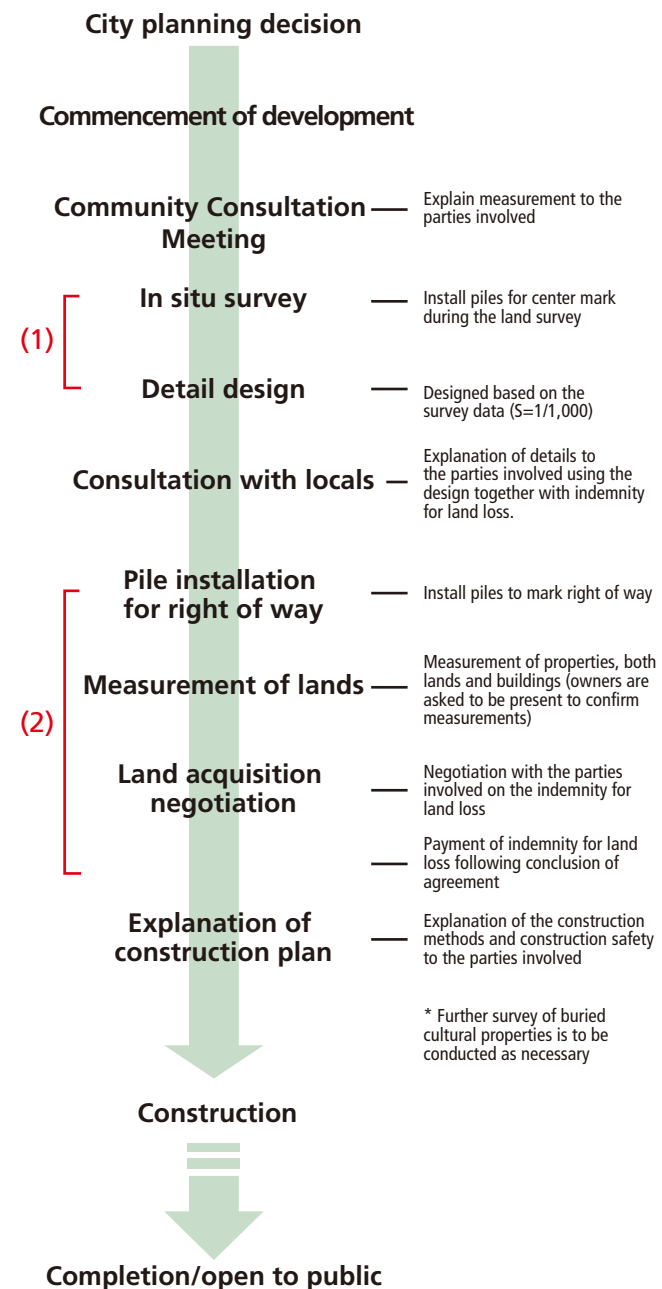 City planning decision
Commencement of development
Community Consultation
Meeting
Explain measurement to the
parties involved
(1)
In situ survey
Install piles for center mark
during the land survey
Detail design
Designed based on the
survey data (S=1/1,000)
Consultation with locals
Explanation of details to
the parties involved using the
design together with indemnity
for land loss.
(2)
Pile installation
for right of way
Install piles to mark right of way
Measurement of lands
Measurement of properties, both
lands and buildings (owners are
asked to be present to confirm
measurements)
Land acquisition
negotiation
Negotiation with the parties
involved on the indemnity for
land loss
Payment of indemnity for land
loss following conclusion of
agreement
Explanation of
construction plan
Explanation of the construction
methods and construction safety
to the parties involved
* Further survey of buried
cultural properties is to be
conducted as necessary
Construction
Completion/open to public